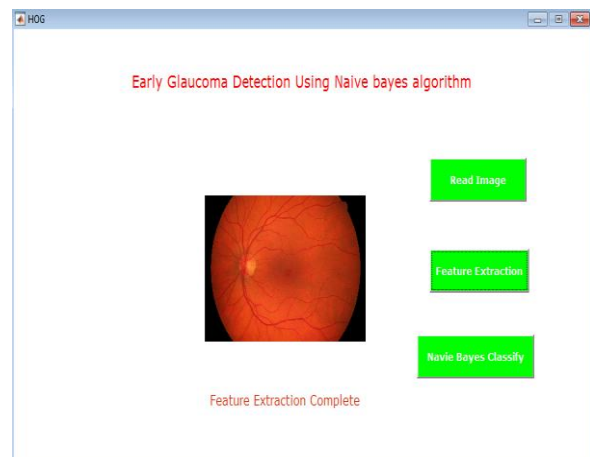 HOG
Early Glaucoma Detection Using Naive bayes algorithm
Read Image
Feature Extraction
Navie Bayes Classify
Feature Extraction Complete